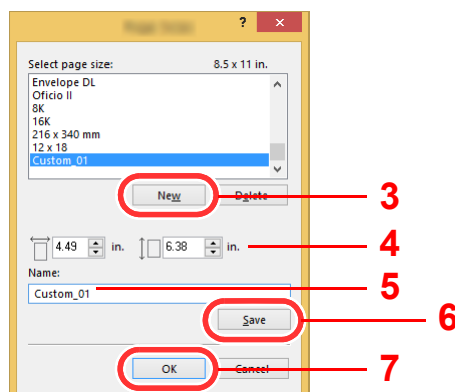 ?
Select page size: 8.5 x 11 in.
Envelope DL
Oficio II
8K
16K
216 x 340 mm
12 x 18
Custom_01
New Delete 3
4.49 in. 6.38 in. 4
Name: 5
Custom_01
Save 6
OK Cancel 7